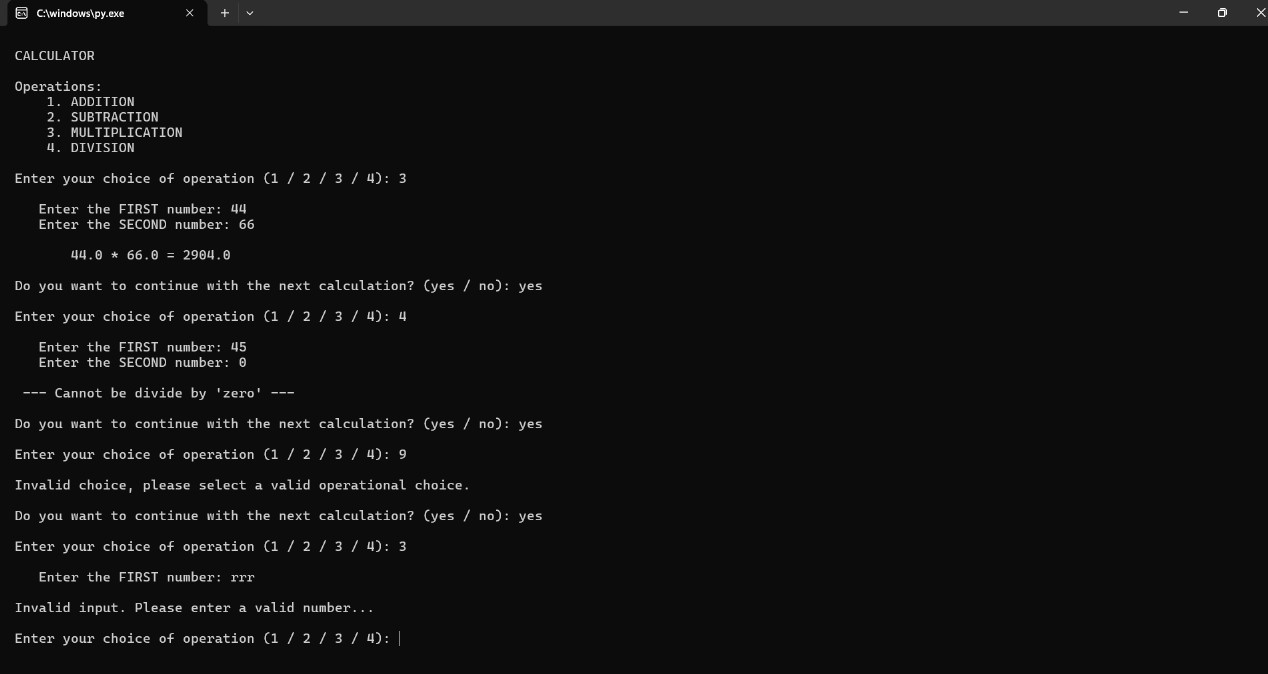 C:\windows\py.exe
CALCULATOR
Operations:
1. ADDITION
2. SUBTRACTION
3. MULTIPLICATION
4. DIVISION
Enter your choice of operation (1 / 2 / 3 / 4): 3
Enter the FIRST number: 44
Enter the SECOND number: 66
44.0 * 66.0 = 2904.0
Do you want to continue with the next calculation? (yes / no): yes
Enter your choice of operation (1 / 2 / 3 / 4): 4
Enter the FIRST number: 45
Enter the SECOND number: 0
--- Cannot be divide by 'zero' ---
Do you want to continue with the next calculation? (yes / no): yes
Enter your choice of operation (1 / 2 / 3 / 4): 9
Invalid choice, please select a valid operational choice.
Do you want to continue with the next calculation? (yes / no): yes
Enter your choice of operation (1 / 2 / 3 / 4): 3
Enter the FIRST number: rrr
Invalid input. Please enter a valid number...
Enter your choice of operation (1 / 2 / 3 / 4):